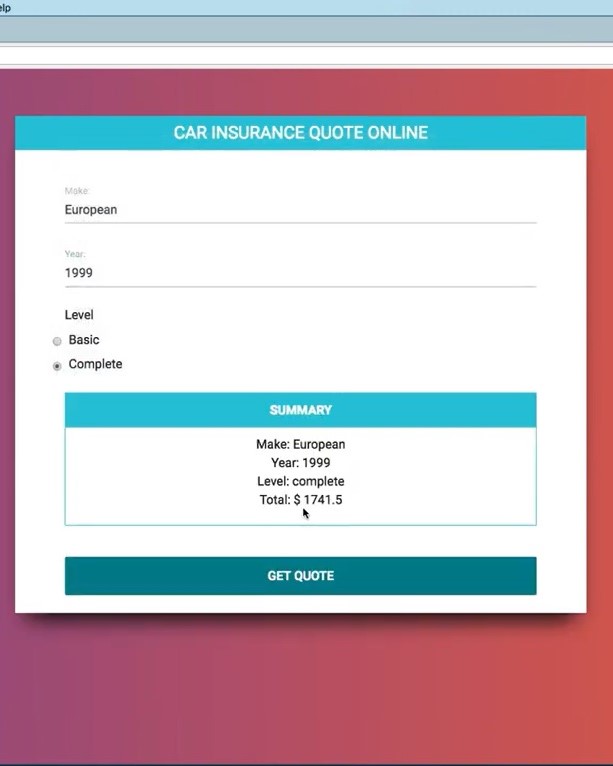 CAR INSURANCE QUOTE ONLINE
Make:
European
Year:
1999
Level
Basic
Complete
SUMMARY
Make: European
Year: 1999
Level: complete
Total: $ 1741.5
GET QUOTE